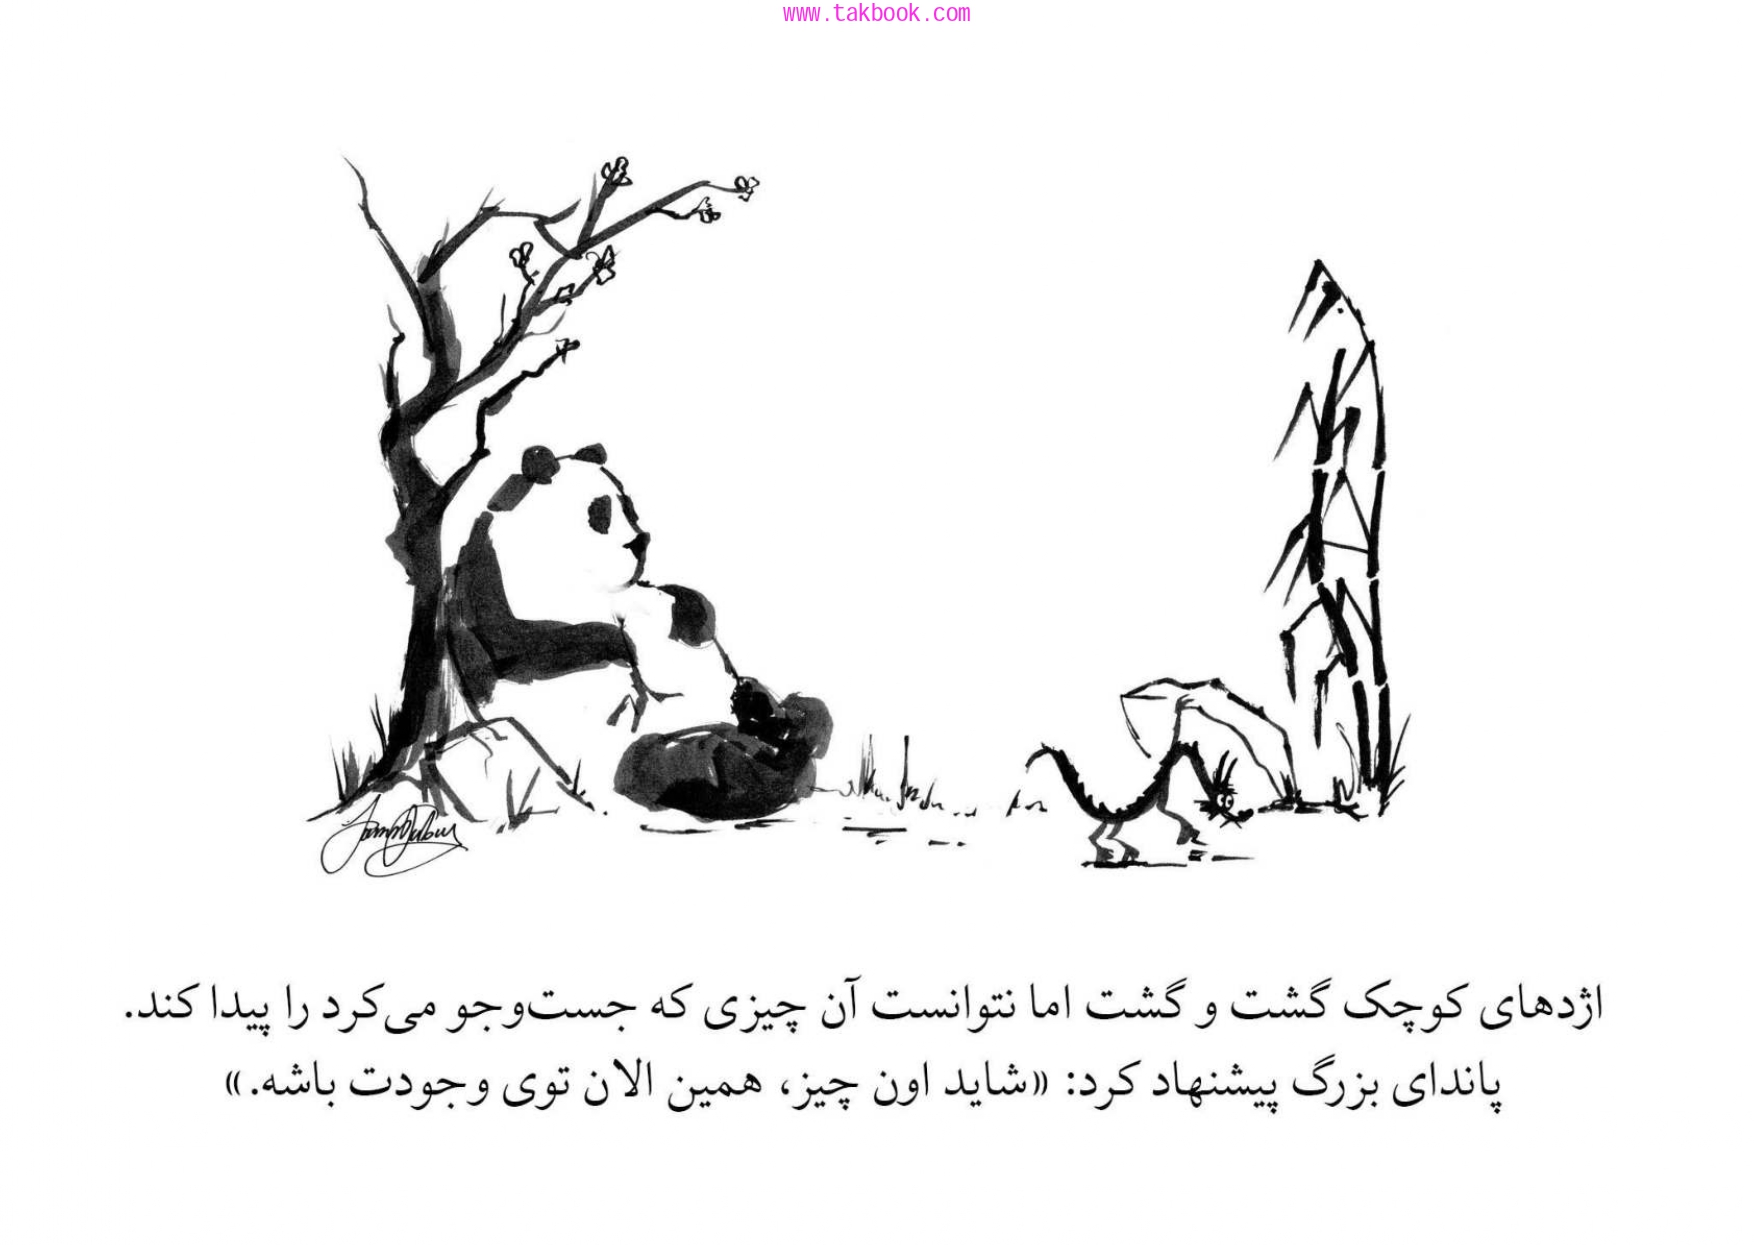 www.takbook.com
اژدهای کوچک گشت و گشت اما نتوانست آن چیزی که جست‌وجو می‌کرد را پیدا کند.
پاندای بزرگ پیشنهاد کرد: «شاید اون چیز، همین الان توی وجودت باشه.»